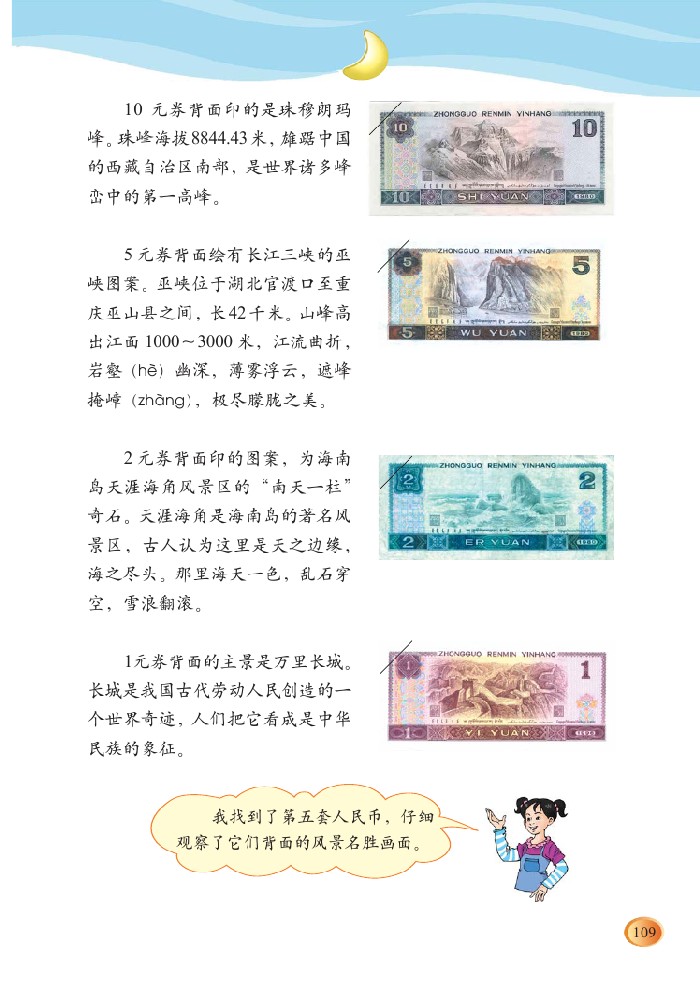 10 元券背面印的是珠穆朗玛
峰。珠峰海拔8844.43米，雄踞中国
的西藏自治区南部，是世界诸多峰
峦中的第一高峰。
ZHONGGUO RENMIN YINHANG
10
10
10
SHI YUAN
1980
5 元券背面绘有长江三峡的巫
峡图案。巫峡位于湖北官渡口至重
庆巫山县之间，长42千米。山峰高
出江面 1000～3000 米，江流曲折，
岩壑（hè）幽深，薄雾浮云，遮峰
掩嶂（zhàng），极尽朦胧之美。
ZHONGGUO RENMIN YINHANG
5
5
5
WU YUAN
1980
2 元券背面印的图案，为海南
岛天涯海角风景区的“南天一柱”
奇石。天涯海角是海南岛的著名风
景区，古人认为这里是天之边缘，
海之尽头。那里海天一色，乱石穿
空，雪浪翻滚。
ZHONGGUO RENMIN YINHANG
2
2
2
ER YUAN
1980
1元券背面的主景是万里长城。
长城是我国古代劳动人民创造的一
个世界奇迹，人们把它看成是中华
民族的象征。
ZHONGGUO RENMIN YINHANG
1
1
1
YI YUAN
我找到了第五套人民币，仔细
观察了它们背面的风景名胜画面。
109